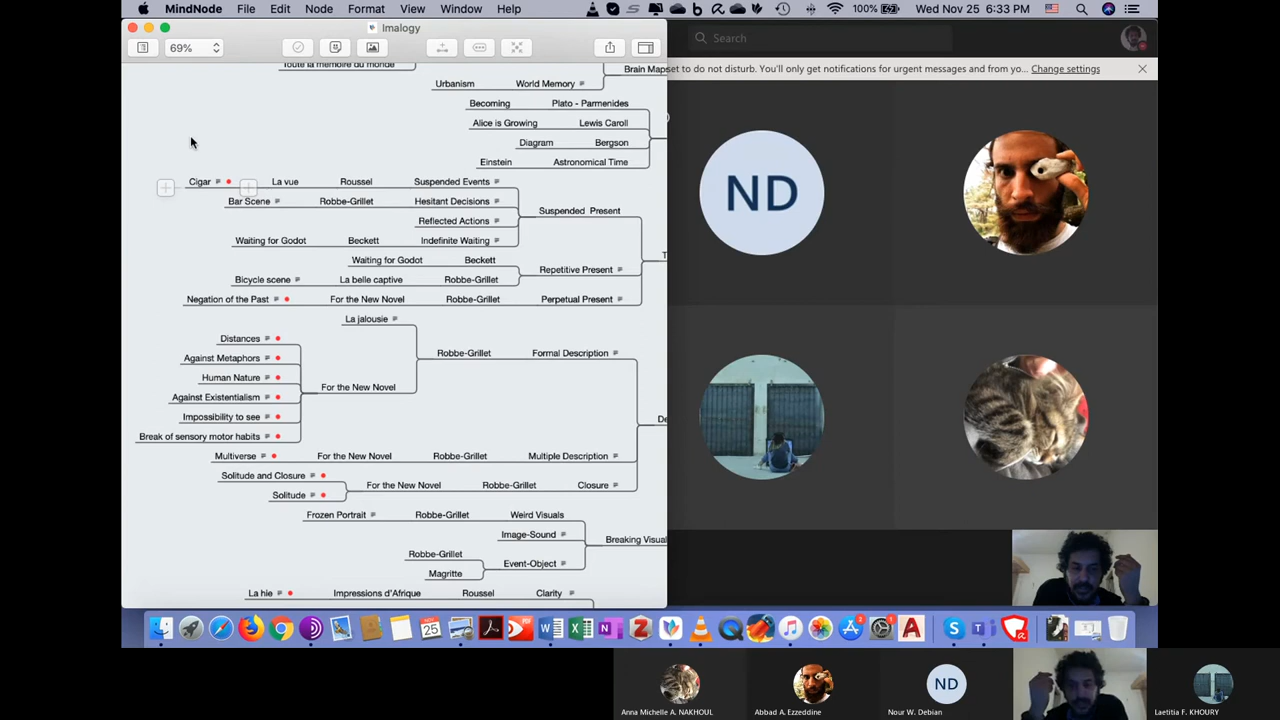 MindNode File Edit Node Format View Window Help
100% Wed Nov 25 6:33 PM
Imalogy
69%
Search
set to do not disturb. You'll only get notifications for urgent messages and from yo... Change settings
Toute la mémoire du monde
Brain Maps
Urbanism World Memory
Becoming Plato - Parmenides
Alice is Growing Lewis Caroll
Diagram Bergson
Einstein Astronomical Time
Cigar La vue Roussel Suspended Events
Bar Scene Robbe-Grillet Hesitant Decisions
Suspended Present
Reflected Actions
Waiting for Godot Beckett Indefinite Waiting
Waiting for Godot Beckett
Repetitive Present
Bicycle scene La belle captive Robbe-Grillet
Negation of the Past For the New Novel Robbe-Grillet Perpetual Present
La jalousie
Distances
Robbe-Grillet Formal Description
Against Metaphors
Human Nature
For the New Novel
Against Existentialism
Impossibility to see
Break of sensory motor habits
Multiverse For the New Novel Robbe-Grillet Multiple Description
Solitude and Closure
For the New Novel Robbe-Grillet Closure
Solitude
Frozen Portrait Robbe-Grillet Weird Visuals
Image-Sound
Breaking Visual
Robbe-Grillet
Event-Object
Magritte
La hie Impressions d'Afrique Roussel Clarity
ND
NOV
25
ND
Anna Michelle A. NAKHOUL
Abbad A. Ezzeddine
Nour W. Debian
Laetitia F. KHOURY